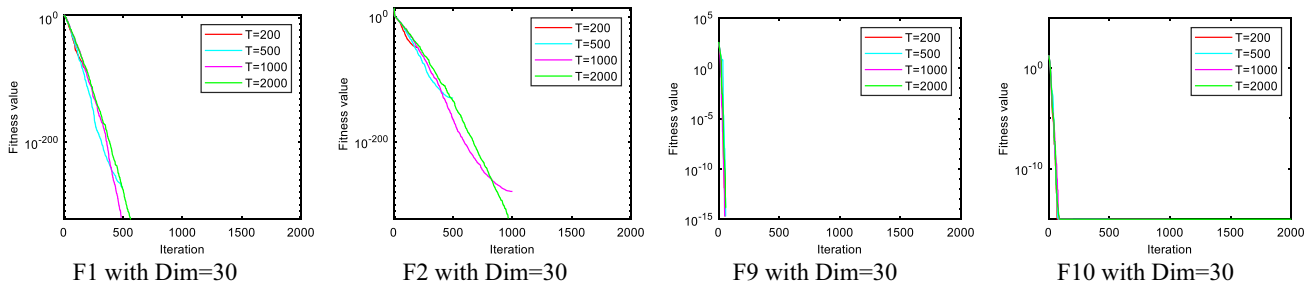 10^0
10^-200
Fitness value
0
500
1000
1500
2000
Iteration
T=200
T=500
T=1000
T=2000
F1 with Dim=30
10^0
10^-200
Fitness value
0
500
1000
1500
2000
Iteration
T=200
T=500
T=1000
T=2000
F2 with Dim=30
10^5
10^0
10^-5
10^-10
10^-15
Fitness value
0
500
1000
1500
2000
Iteration
T=200
T=500
T=1000
T=2000
F9 with Dim=30
10^0
10^-10
Fitness value
0
500
1000
1500
2000
Iteration
T=200
T=500
T=1000
T=2000
F10 with Dim=30